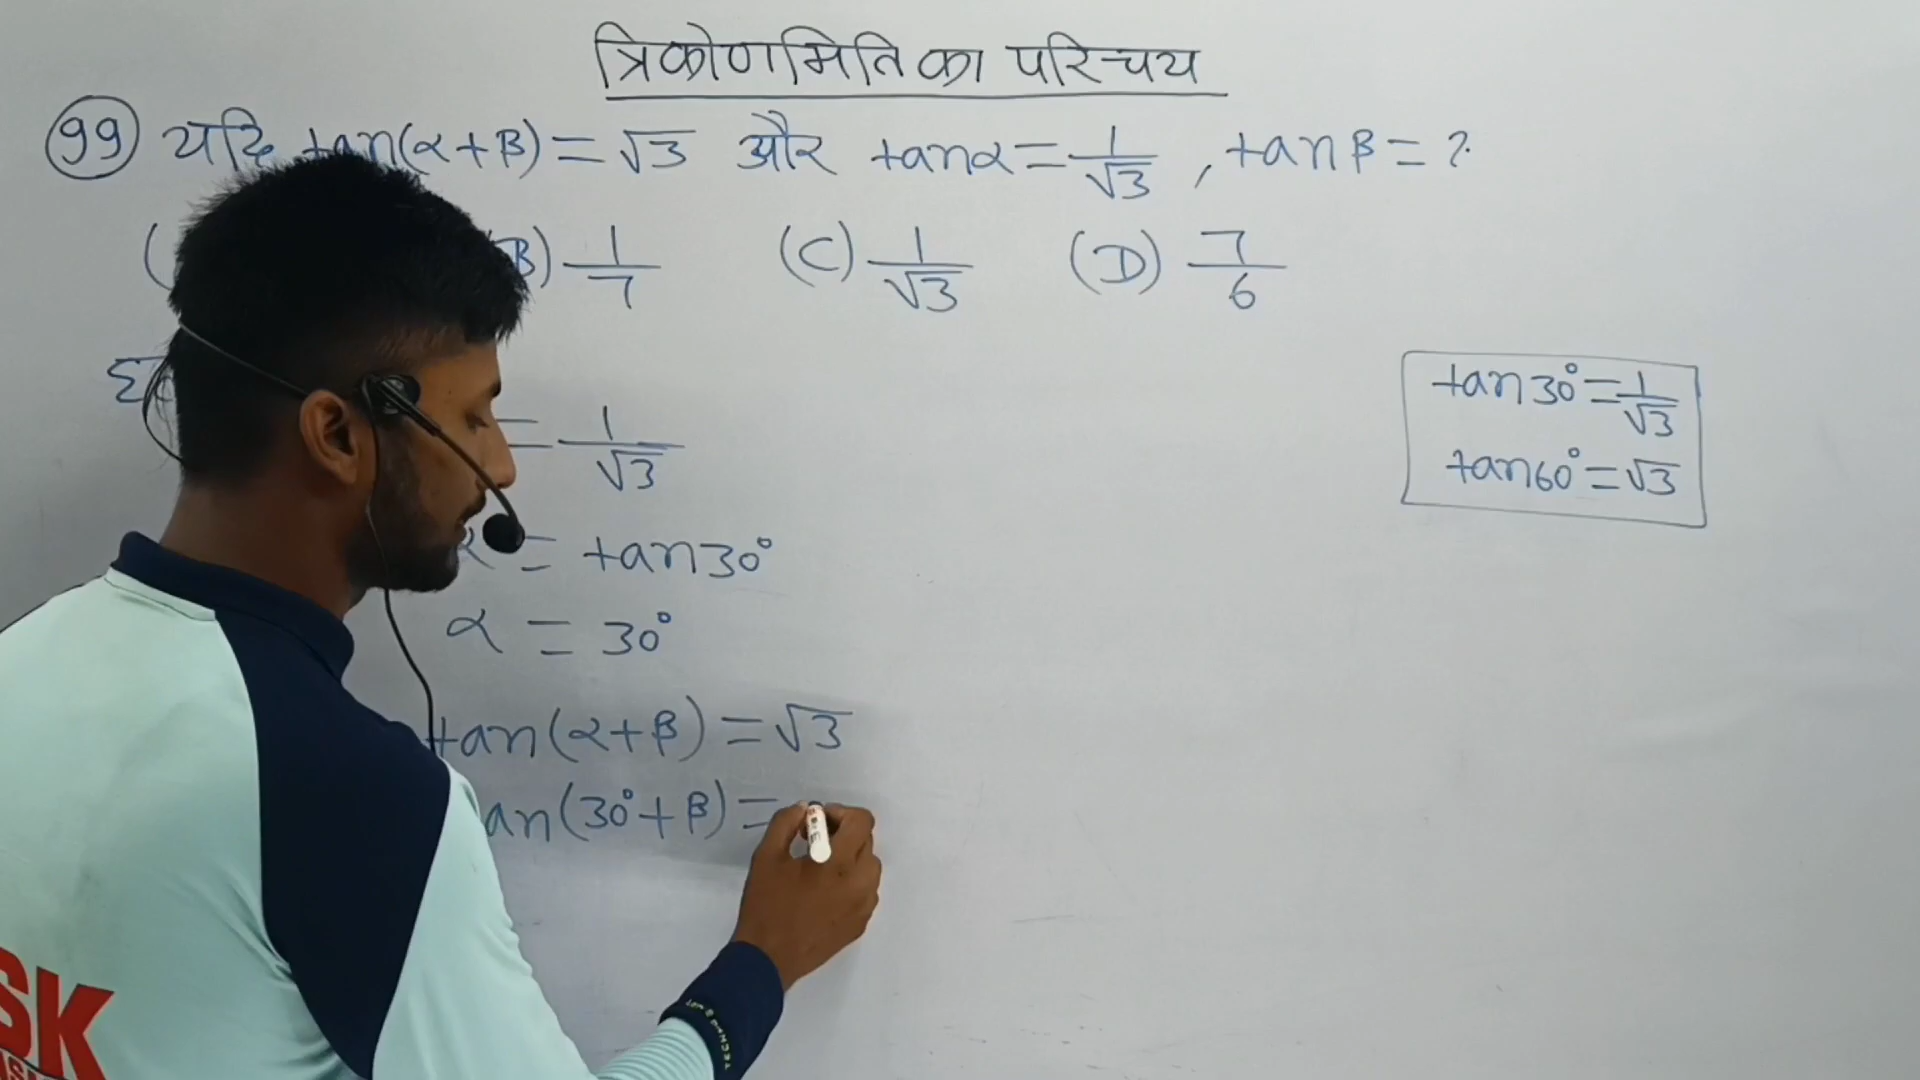 त्रिकोणमिति का परिचय
99 यदि tan(α+β)=√3 और tanα=1/√3, tanβ=?
B) 1/7 (C) 1/√3 (D) 7/6
= 1/√3
α = tan30°
α = 30°
tan(α+β)=√3
an(30°+β)=
tan30°=1/√3
tan60°=√3
SK